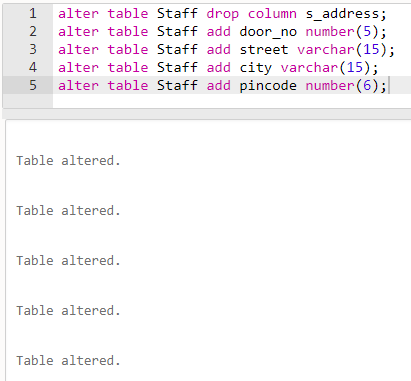 1 alter table Staff drop column s_address;
2 alter table Staff add door_no number(5);
3 alter table Staff add street varchar(15);
4 alter table Staff add city varchar(15);
5 alter table Staff add pincode number(6);
Table altered.
Table altered.
Table altered.
Table altered.
Table altered.